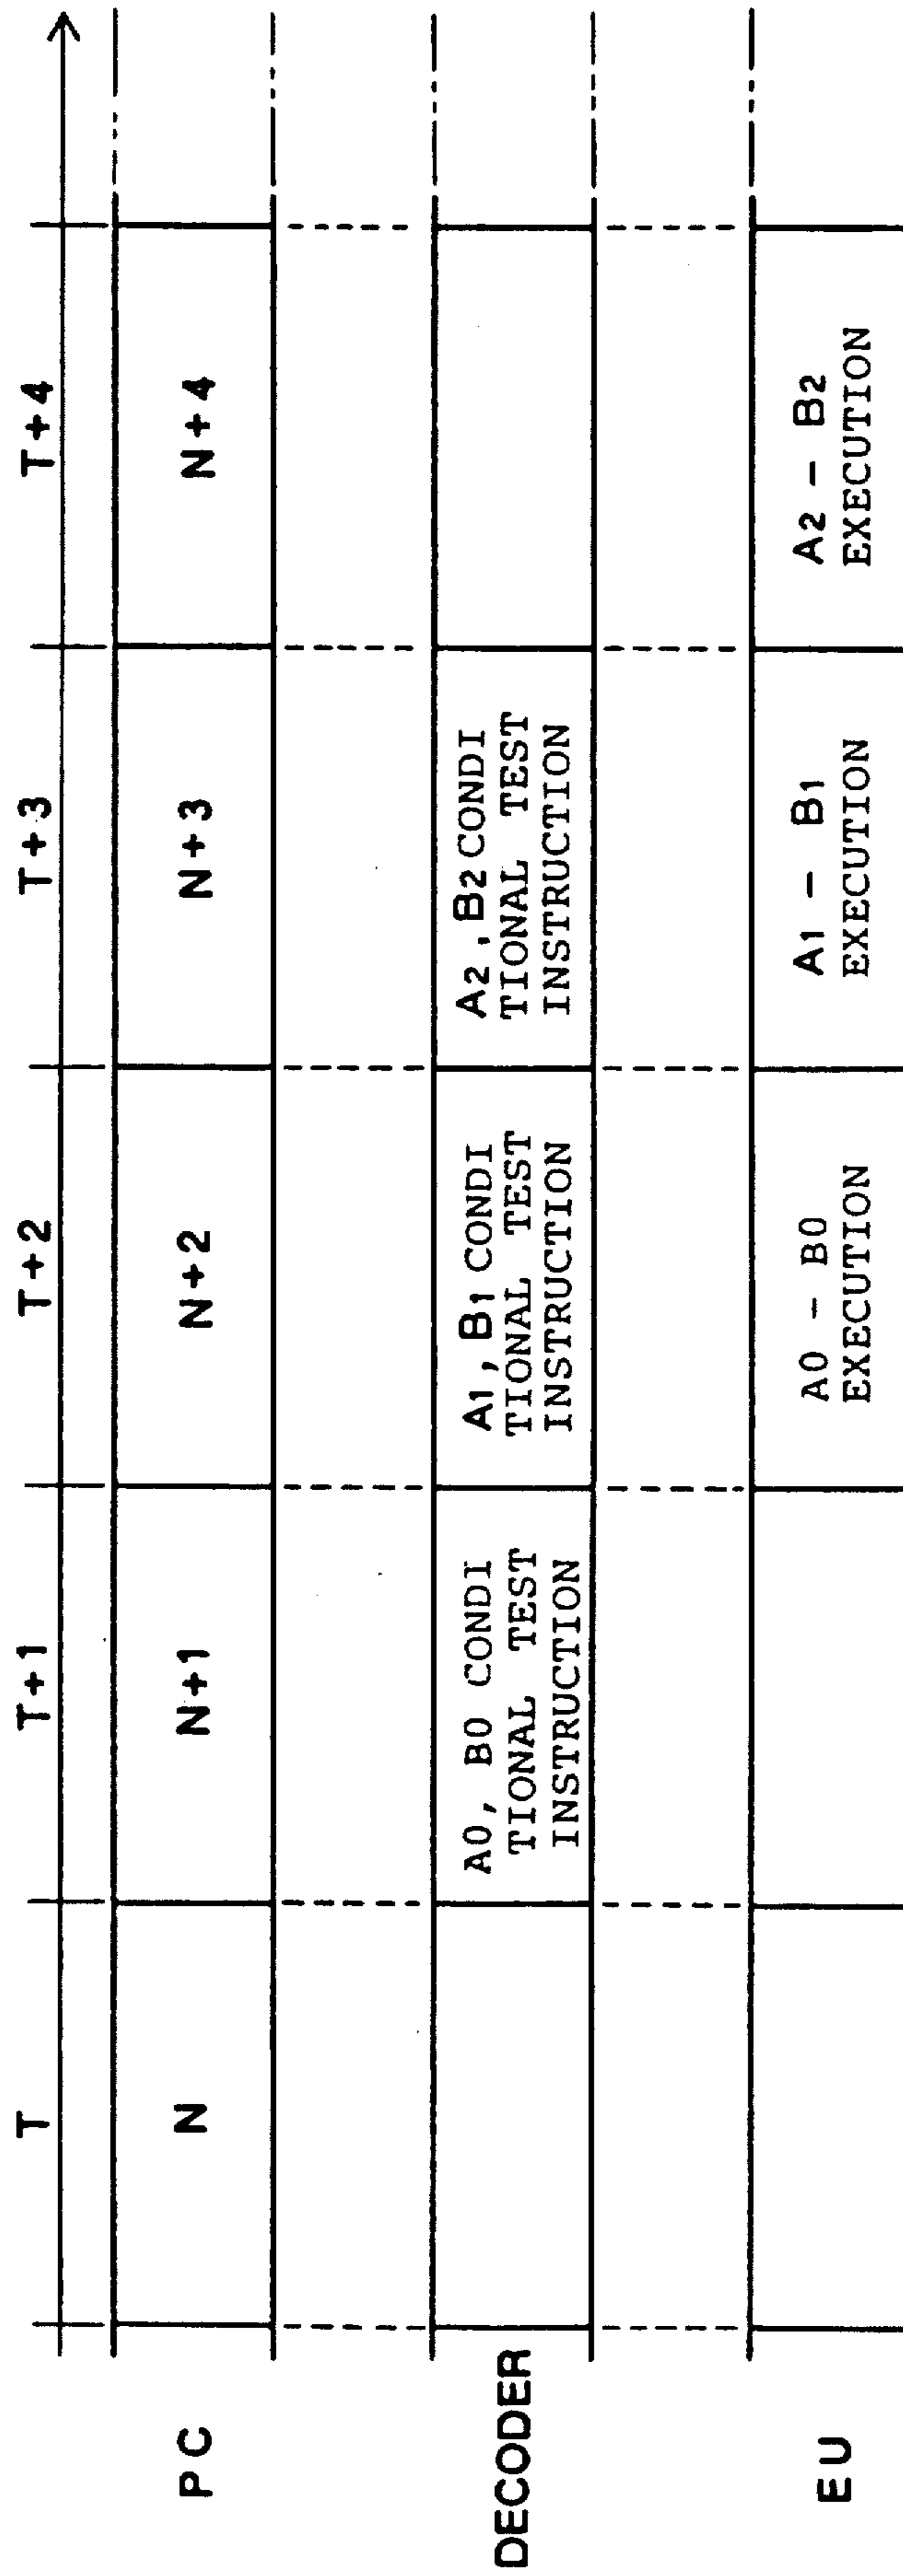 T
T+1
T+2
T+3
T+4
PC
N
N+1
N+2
N+3
N+4
DECODER
A0, B0 CONDI
TIONAL TEST
INSTRUCTION
A1, B1 CONDI
TIONAL TEST
INSTRUCTION
A2, B2 CONDI
TIONAL TEST
INSTRUCTION
EU
A0 - B0
EXECUTION
A1 - B1
EXECUTION
A2 - B2
EXECUTION